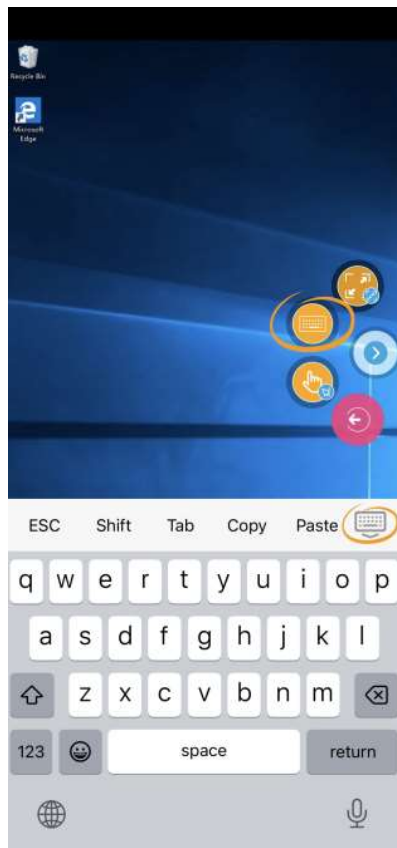 Recycle Bin
Microsoft
Edge
ESC Shift Tab Copy Paste
q w e r t y u i o p
a s d f g h j k l
z x c v b n m
123 space return